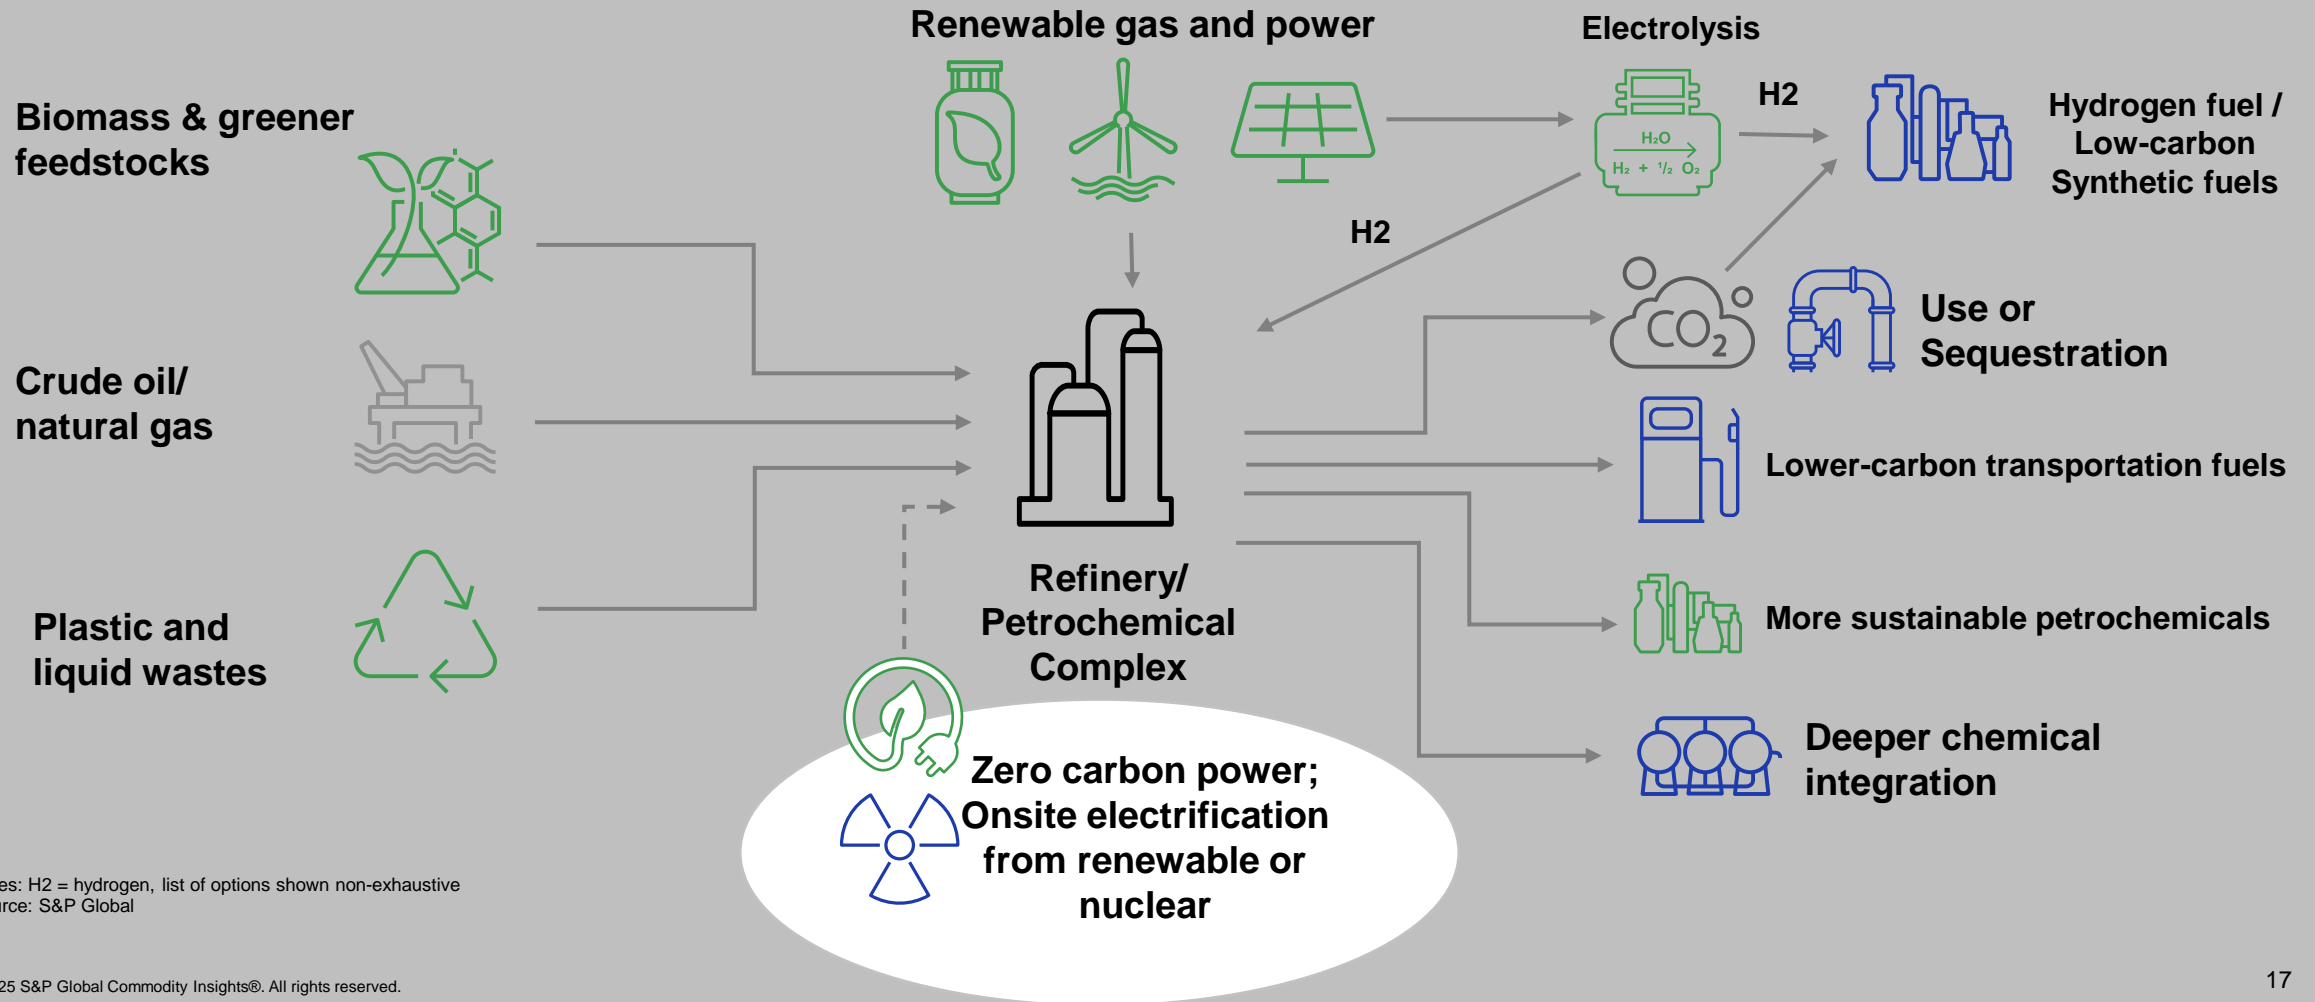 Renewable gas and power
Electrolysis
Biomass & greener
feedstocks
H2
H₂O
H₂ + ½ O₂
Hydrogen fuel /
Low-carbon
Synthetic fuels
H2
Crude oil/
natural gas
CO2
Use or
Sequestration
Lower-carbon transportation fuels
Plastic and
liquid wastes
Refinery/
Petrochemical
Complex
More sustainable petrochemicals
Deeper chemical
integration
Zero carbon power;
Onsite electrification
from renewable or
nuclear
es: H2 = hydrogen, list of options shown non-exhaustive
urce: S&P Global
25 S&P Global Commodity Insights®. All rights reserved.
17